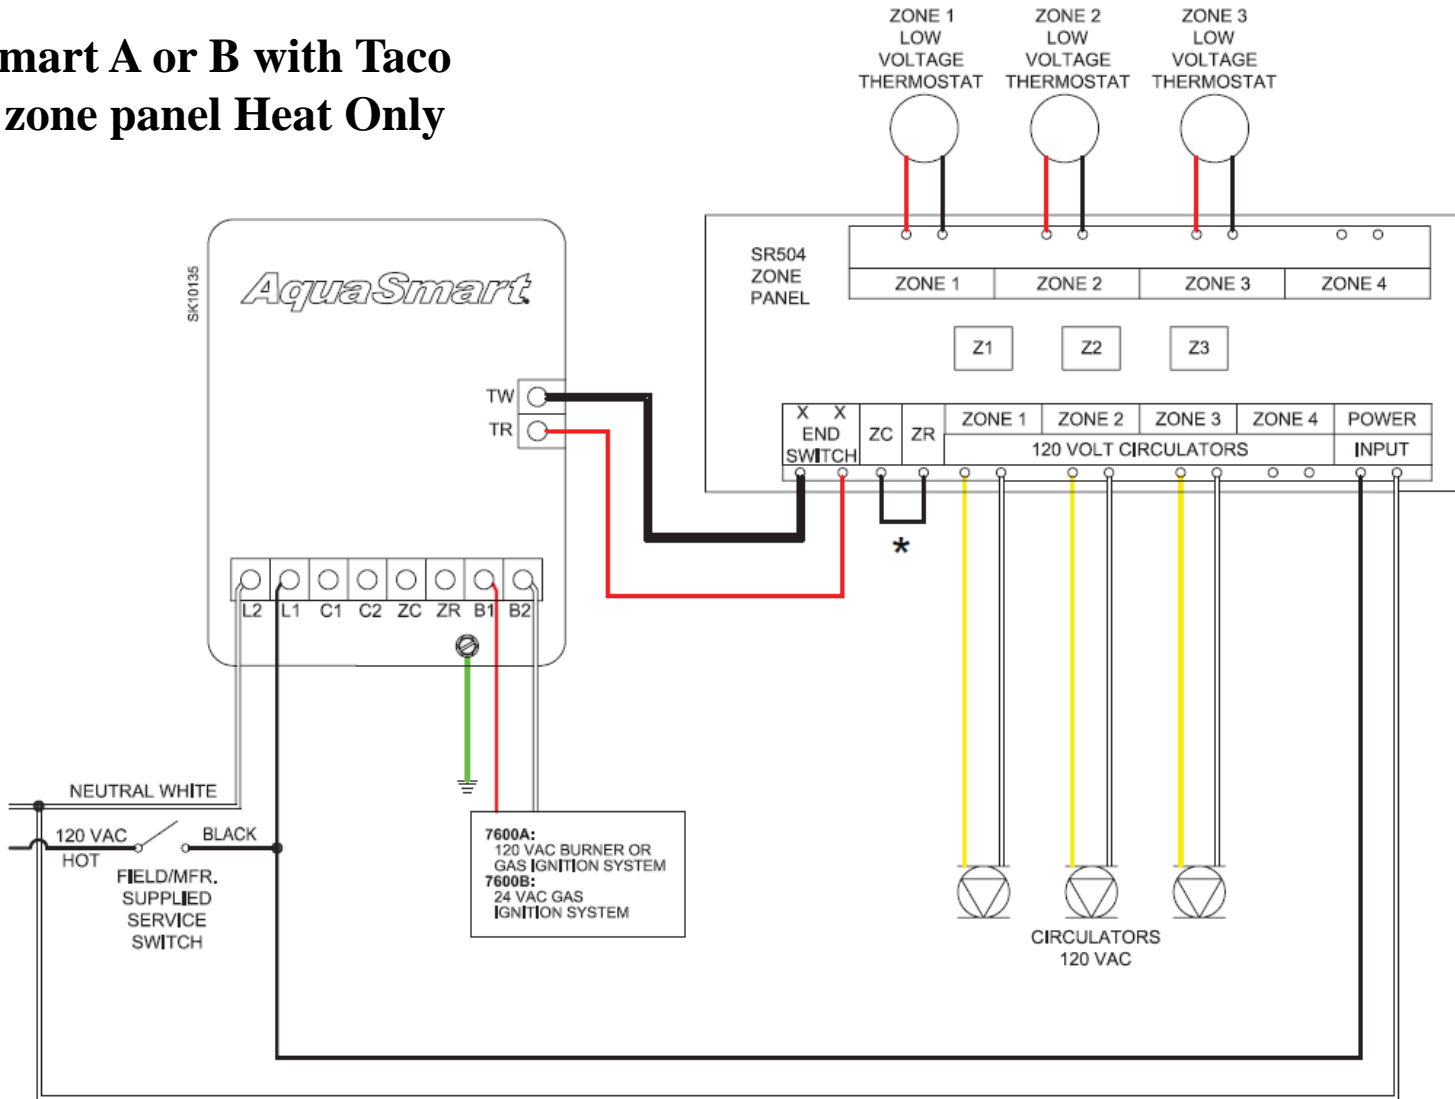 mart A or B with Taco
zone panel Heat Only
ZONE 1
LOW
VOLTAGE
THERMOSTAT
ZONE 2
LOW
VOLTAGE
THERMOSTAT
ZONE 3
LOW
VOLTAGE
THERMOSTAT
SK10135
AquaSmart
TW
TR
L2 L1 C1 C2 ZC ZR B1 B2
SR504
ZONE
PANEL
ZONE 1 ZONE 2 ZONE 3 ZONE 4
Z1 Z2 Z3
X X
END
SWITCH
ZC
ZR
ZONE 1 ZONE 2 ZONE 3 ZONE 4
120 VOLT CIRCULATORS
POWER
INPUT
*
NEUTRAL WHITE
120 VAC
HOT
BLACK
FIELD/MFR.
SUPPLIED
SERVICE
SWITCH
7600A:
120 VAC BURNER OR
GAS IGNITION SYSTEM
7600B:
24 VAC GAS
IGNITION SYSTEM
CIRCULATORS
120 VAC